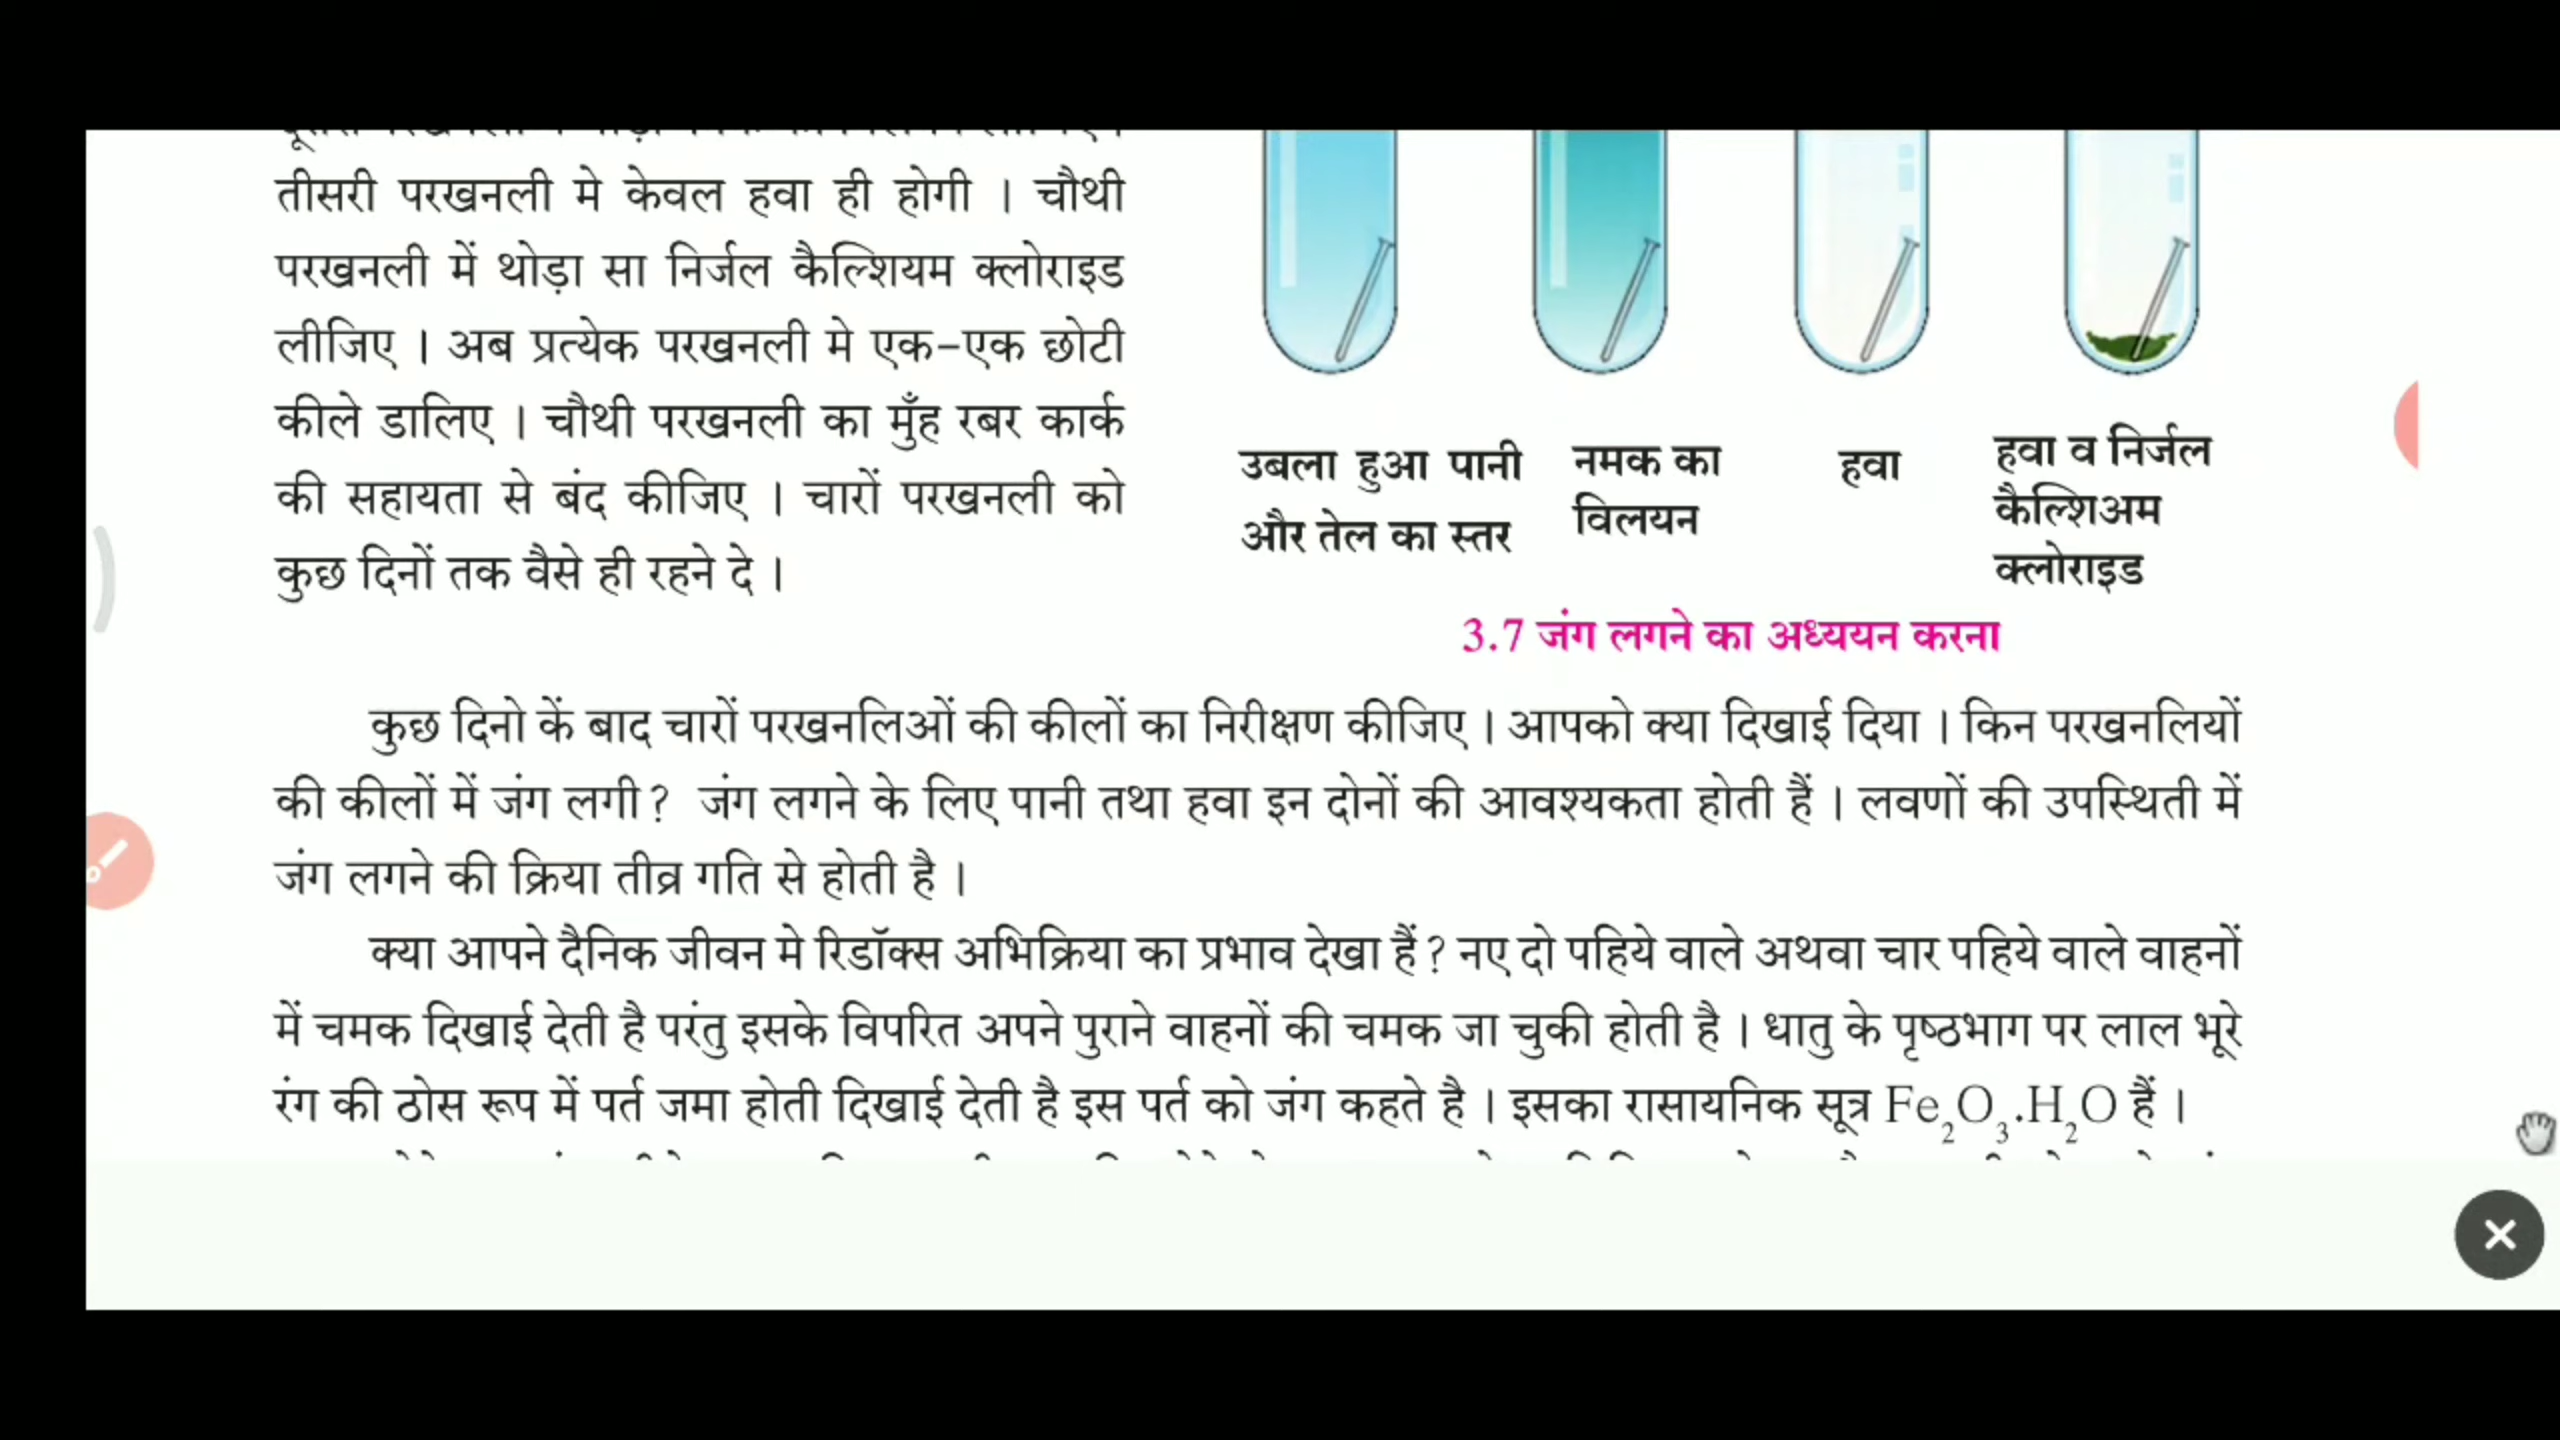 तीसरी परखनली मे केवल हवा ही होगी । चौथी
परखनली में थोड़ा सा निर्जल कैल्शियम क्लोराइड
लीजिए । अब प्रत्येक परखनली मे एक-एक छोटी
कीले डालिए । चौथी परखनली का मुँह रबर कार्क
की सहायता से बंद कीजिए । चारों परखनली को
कुछ दिनों तक वैसे ही रहने दे ।
उबला हुआ पानी
और तेल का स्तर
नमक का
विलयन
हवा
हवा व निर्जल
कैल्शिअम
क्लोराइड
3.7 जंग लगने का अध्ययन करना
कुछ दिनो कें बाद चारों परखनलिओं की कीलों का निरीक्षण कीजिए । आपको क्या दिखाई दिया । किन परखनलियों
की कीलों में जंग लगी? जंग लगने के लिए पानी तथा हवा इन दोनों की आवश्यकता होती हैं । लवणों की उपस्थिती में
जंग लगने की क्रिया तीव्र गति से होती है ।
क्या आपने दैनिक जीवन मे रिडॉक्स अभिक्रिया का प्रभाव देखा हैं? नए दो पहिये वाले अथवा चार पहिये वाले वाहनों
में चमक दिखाई देती है परंतु इसके विपरित अपने पुराने वाहनों की चमक जा चुकी होती है । धातु के पृष्ठभाग पर लाल भूरे
रंग की ठोस रूप में पर्त जमा होती दिखाई देती है इस पर्त को जंग कहते है । इसका रासायनिक सूत्र Fe₂O₃.H₂O हैं ।